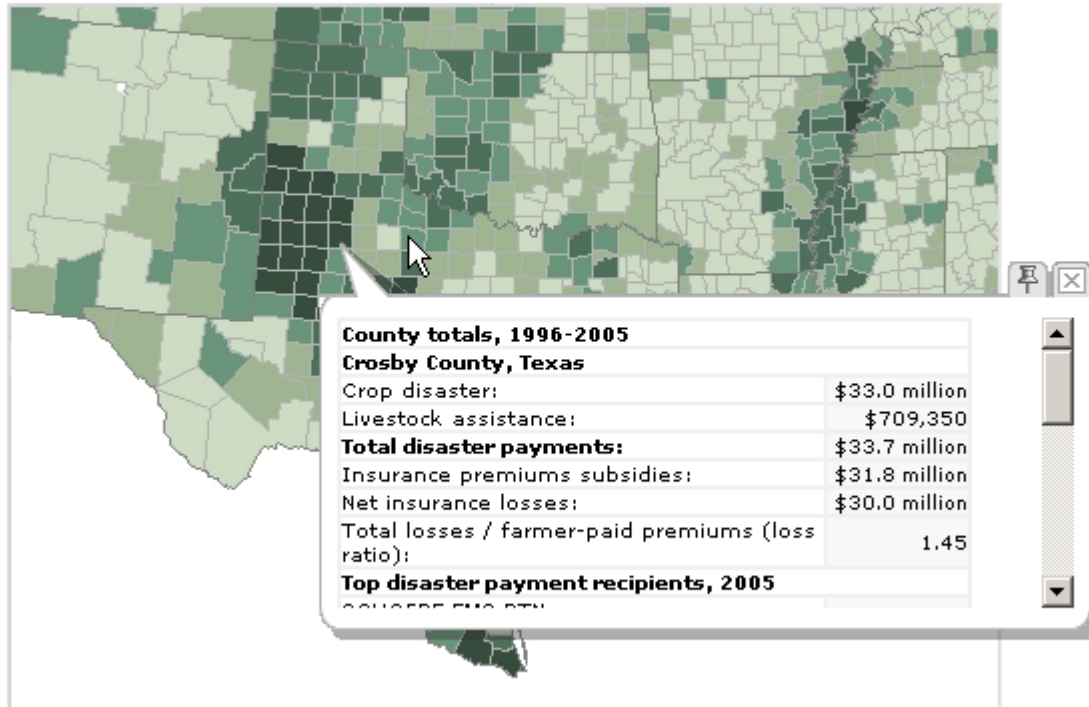 County totals, 1996-2005
Crosby County, Texas
Crop disaster: $33.0 million
Livestock assistance: $709,350
Total disaster payments: $33.7 million
Insurance premiums subsidies: $31.8 million
Net insurance losses: $30.0 million
Total losses / farmer-paid premiums (loss
ratio): 1.45
Top disaster payment recipients, 2005